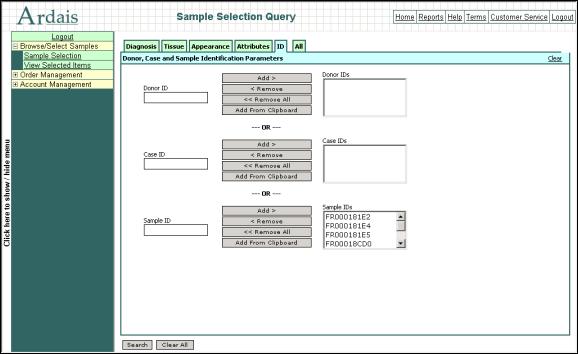 Ardais
Sample Selection Query
Home Reports Help Terms Customer Service Logout
Logout
Browse/Select Samples
Sample Selection
View Selected Items
Order Management
Account Management
Click here to show / hide menu
Diagnosis Tissue Appearance Attributes ID All
Donor, Case and Sample Identification Parameters Clear
Donor ID
Add >
< Remove
<< Remove All
Add From Clipboard
Donor IDs
--- OR ---
Case ID
Add >
< Remove
<< Remove All
Add From Clipboard
Case IDs
--- OR ---
Sample ID
Add >
< Remove
<< Remove All
Add From Clipboard
Sample IDs
FR000181E2
FR000181E4
FR000181E5
FR00018CD0
Search Clear All